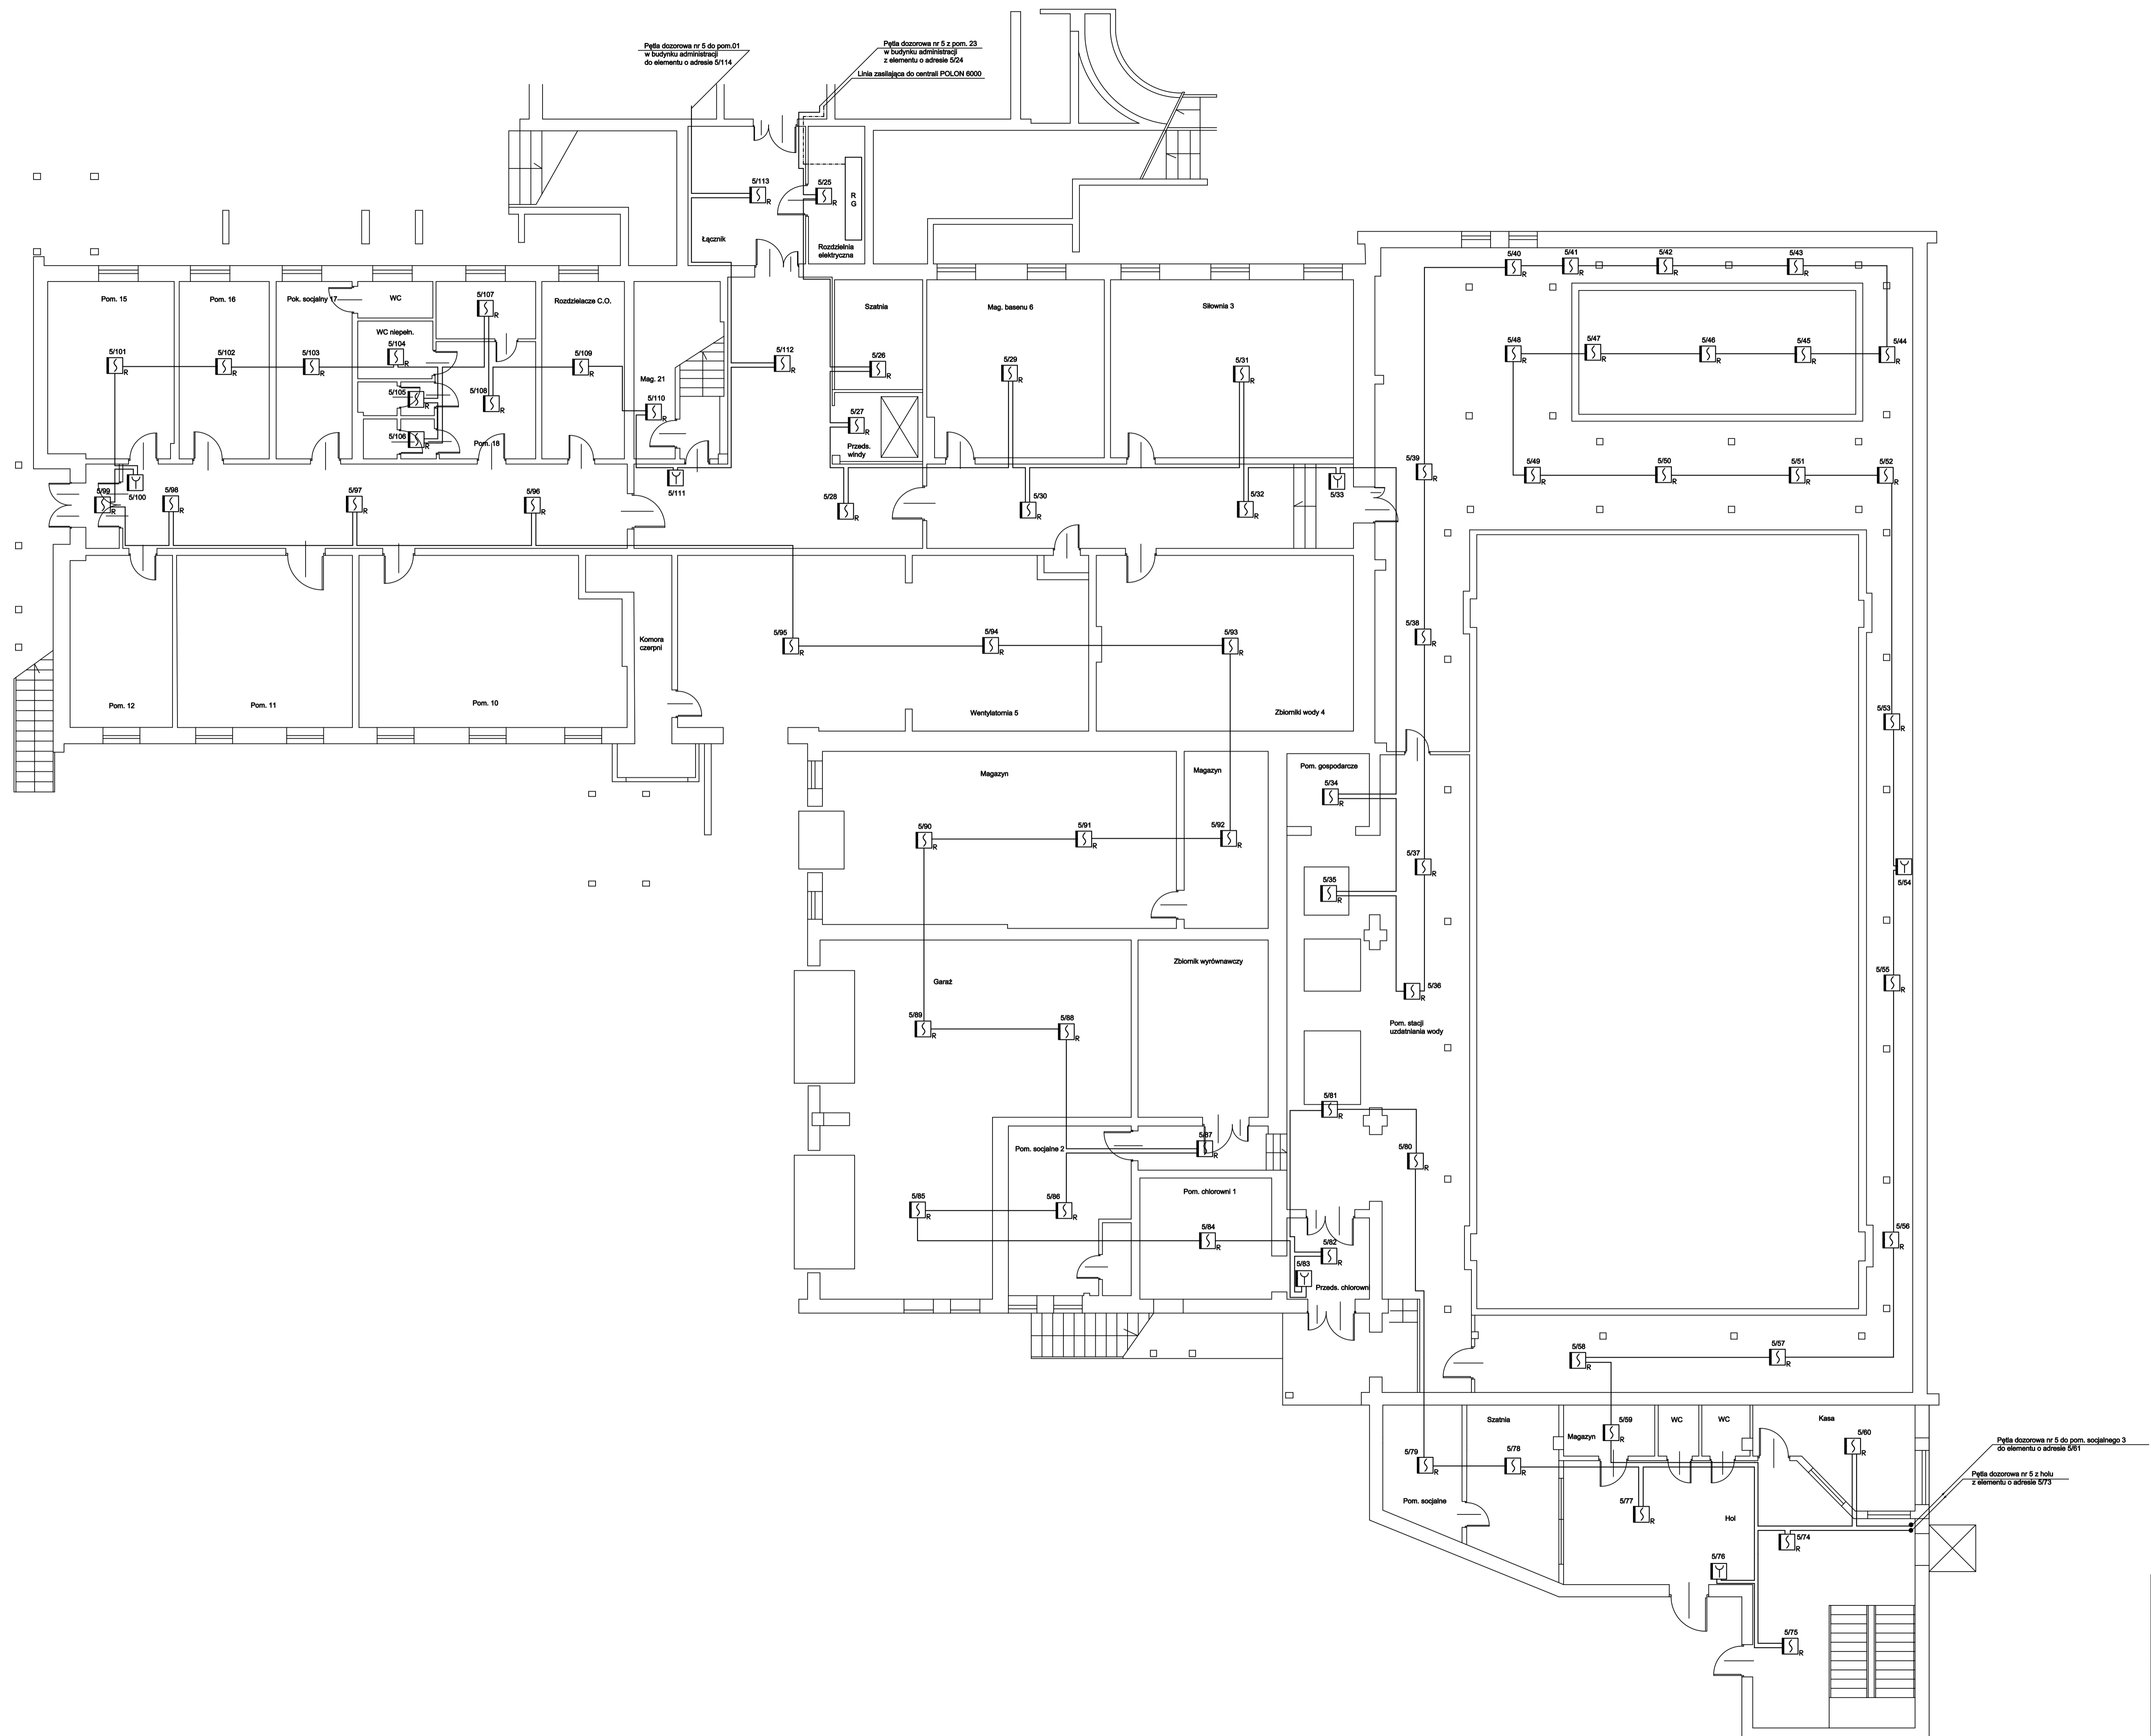 Pętla dozorowa nr 5 do pom.01
w budynku administracji
do elementu o adresie 5/114
Pętla dozorowa nr 5 z pom. 23
w budynku administracji
z elementu o adresie 5/24
Linia zasilająca do centrali POLON 6000
5/113
R
5/25
R
R
G
Łącznik
Rozdzielnia
elektryczna
5/40
R
5/41
R
5/42
R
5/43
R
Pom. 15
Pom. 16
Pok. socjalny 17
WC
5/107
R
Rozdzielacze C.O.
Szatnia
Mag. basenu 6
Siłownia 3
WC niepełn.
5/104
R
5/101
R
5/102
R
5/103
R
5/109
R
5/112
R
5/26
R
5/29
R
5/31
R
5/48
R
5/47
R
5/46
R
5/45
R
5/44
R
Mag. 21
5/105
R
5/108
R
5/110
R
5/27
R
5/106
R
Pom. 18
Przeds.
windy
5/39
R
5/49
R
5/50
R
5/51
R
5/52
R
5/99
R
5/100
5/98
R
5/97
R
5/96
R
5/111
5/28
R
5/30
R
5/32
R
5/33
5/38
R
Komora
czerpni
5/95
R
5/94
R
5/93
R
Pom. 12
Pom. 11
Pom. 10
Wentylatornia 5
Zbiorniki wody 4
5/53
R
Magazyn
Magazyn
Pom. gospodarcze
5/34
R
5/90
R
5/91
R
5/92
R
5/37
R
5/54
5/35
R
Zbiornik wyrównawczy
Garaż
5/36
R
5/55
R
5/89
R
5/88
R
Pom. stacji
uzdatniania wody
5/81
R
5/87
R
5/80
R
Pom. socjalne 2
Pom. chlorowni 1
5/85
R
5/86
R
5/84
R
5/82
R
5/83
Przeds. chlorowni
5/56
R
5/58
R
5/57
R
Szatnia
Magazyn
5/59
R
WC
WC
Kasa
5/60
R
Pętla dozorowa nr 5 do pom. socjalnego 3
do elementu o adresie 5/61
5/79
R
5/78
R
Pętla dozorowa nr 5 z holu
z elementu o adresie 5/73
Pom. socjalne
5/77
R
Hol
5/74
R
5/76
5/75
R